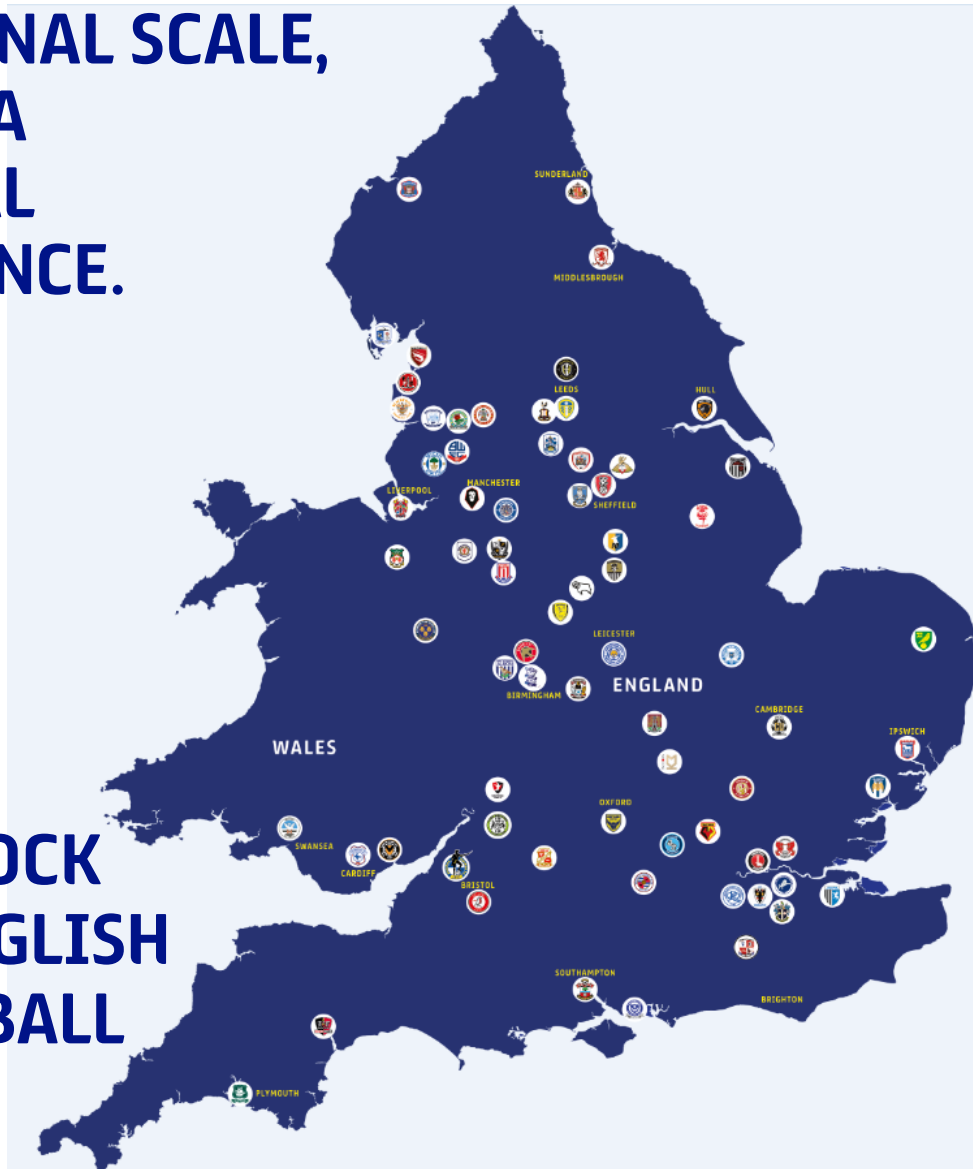 NAL SCALE,
A
AL
NCE.
SUNDERLAND
MIDDLESBROUGH
LEEDS
HULL
LIVERPOOL
MANCHESTER
SHEFFIELD
LEICESTER
BIRMINGHAM
ENGLAND
CAMBRIDGE
IPSWICH
WALES
OXFORD
SWANSEA
CARDIFF
BRISTOL
OCK
GLISH
BALL
SOUTHAMPTON
BRIGHTON
PLYMOUTH